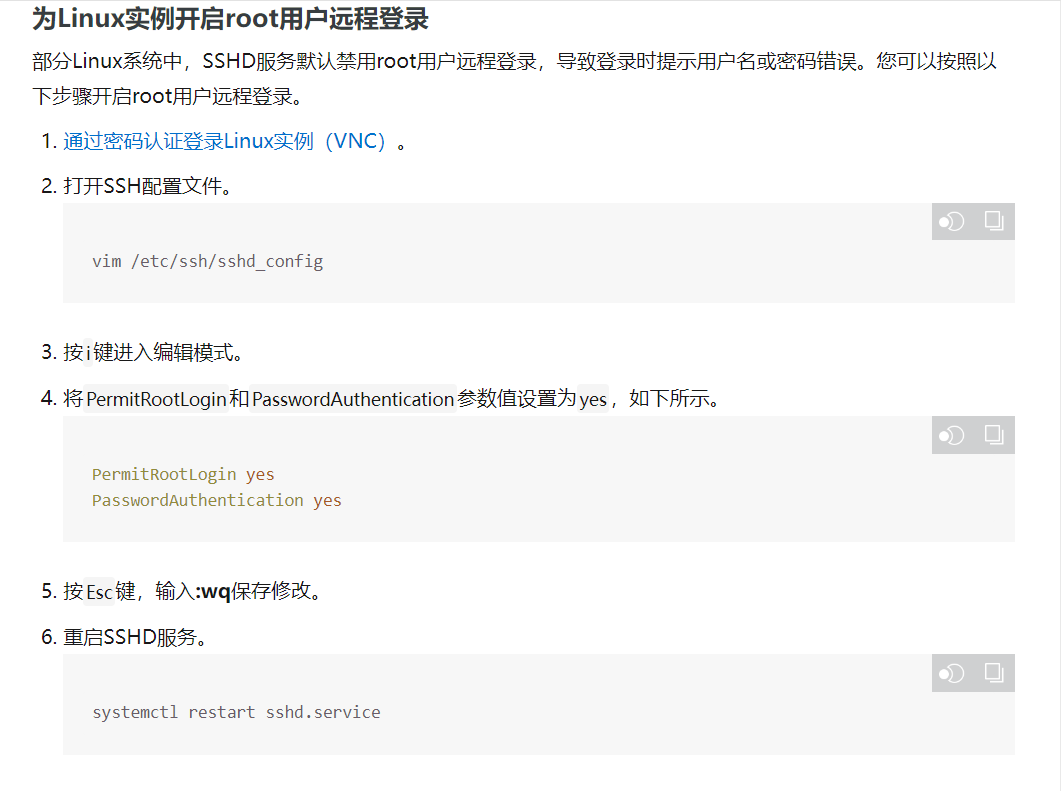 为Linux实例开启root用户远程登录
部分Linux系统中，SSHD服务默认禁用root用户远程登录，导致登录时提示用户名或密码错误。您可以按照以
下步骤开启root用户远程登录。
1. 通过密码认证登录Linux实例（VNC）。
2. 打开SSH配置文件。
vim /etc/ssh/sshd_config
3. 按i键进入编辑模式。
4. 将PermitRootLogin和PasswordAuthentication参数值设置为yes，如下所示。
PermitRootLogin yes
PasswordAuthentication yes
5. 按Esc键，输入:wq保存修改。
6. 重启SSHD服务。
systemctl restart sshd.service